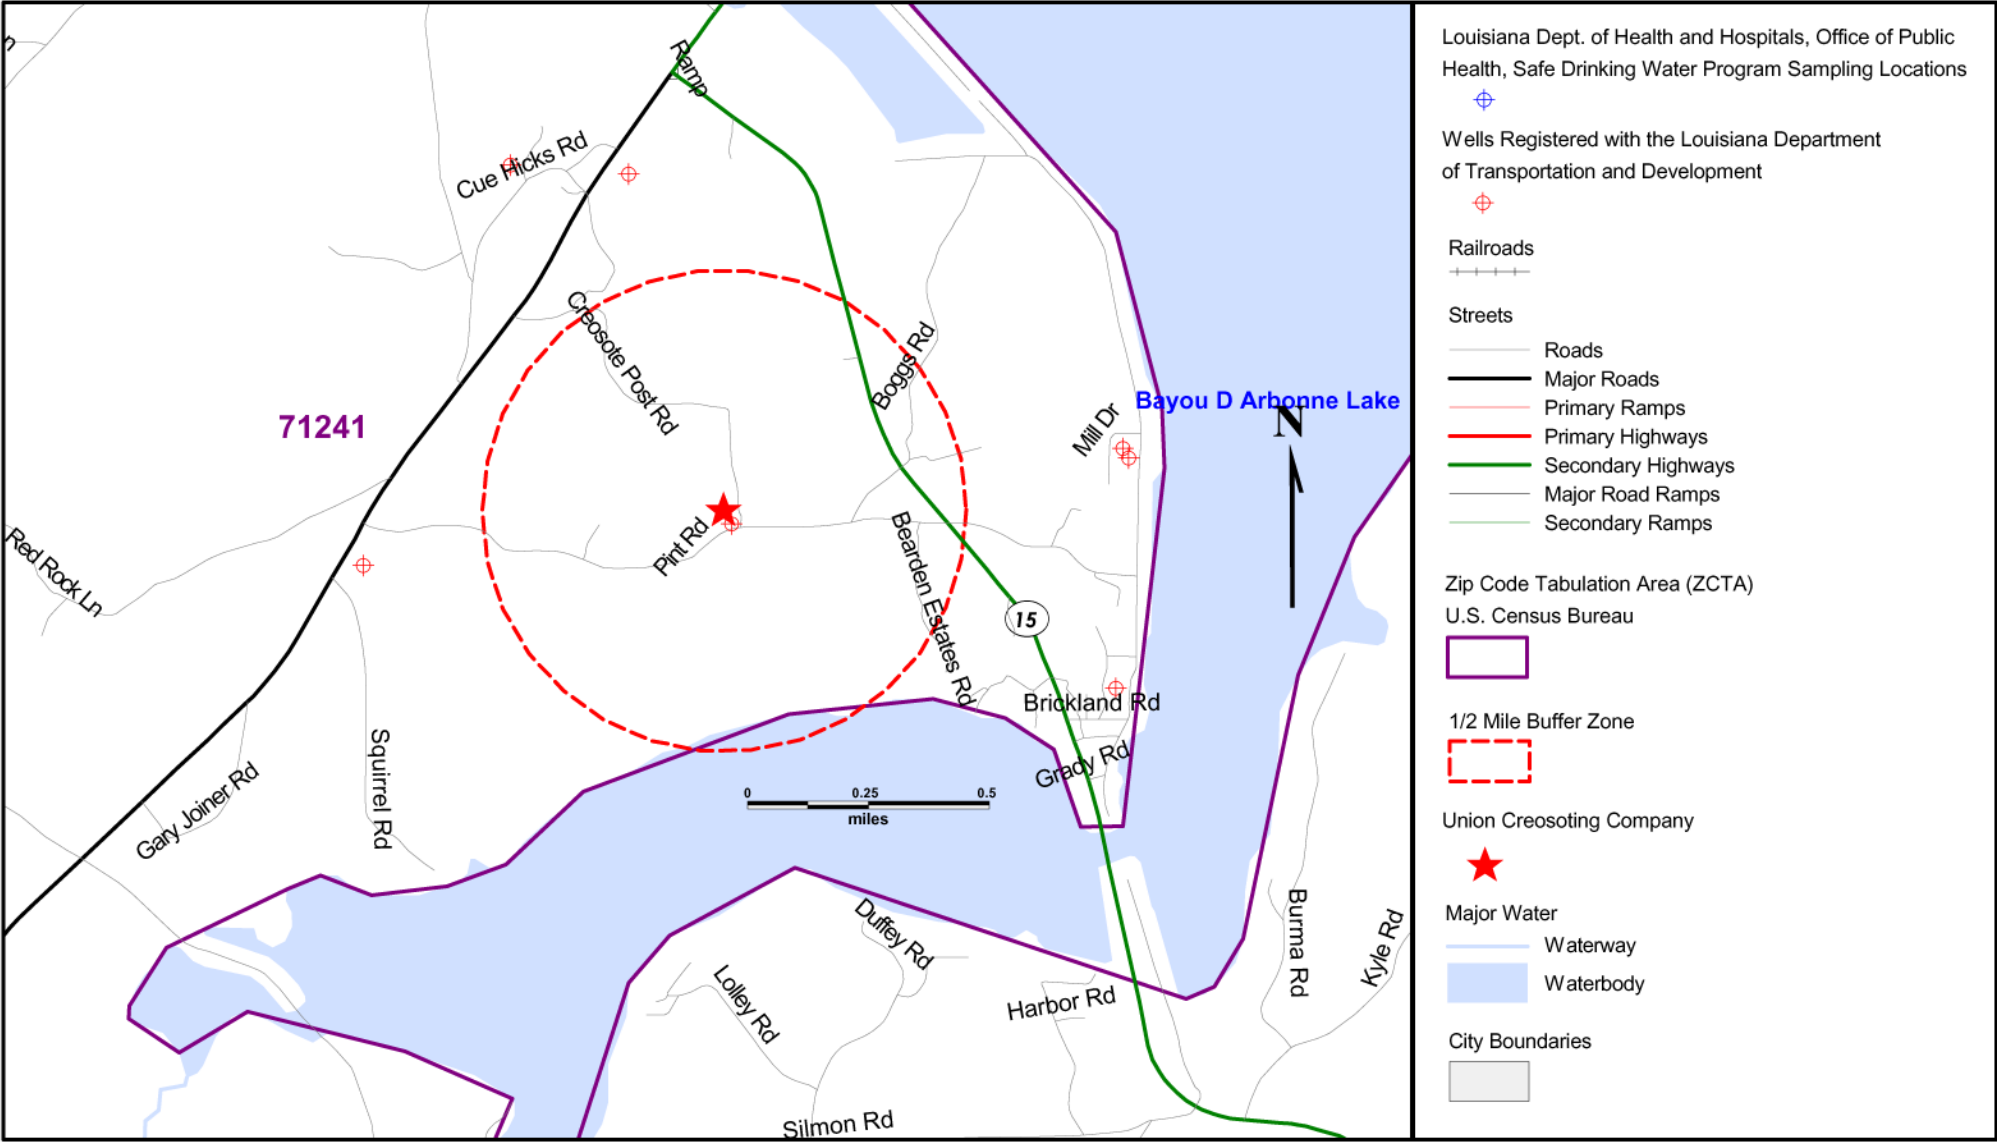 n
Ramp
Cue Hicks Rd
Creosote Post Rd
Boggs Rd
Bayou D Arbonne Lake
N
71241
Mill Dr
Pint Rd
Red Rock Ln
Bearden Estates Rd
15
Brickland Rd
Grady Rd
Squirrel Rd
Gary Joiner Rd
0 0.25 0.5
miles
Duffey Rd
Burma Rd
Kyle Rd
Lolley Rd
Harbor Rd
Silmon Rd
Louisiana Dept. of Health and Hospitals, Office of Public
Health, Safe Drinking Water Program Sampling Locations
Wells Registered with the Louisiana Department
of Transportation and Development
Railroads
Streets
Roads
Major Roads
Primary Ramps
Primary Highways
Secondary Highways
Major Road Ramps
Secondary Ramps
Zip Code Tabulation Area (ZCTA)
U.S. Census Bureau
1/2 Mile Buffer Zone
Union Creosoting Company
Major Water
Waterway
Waterbody
City Boundaries